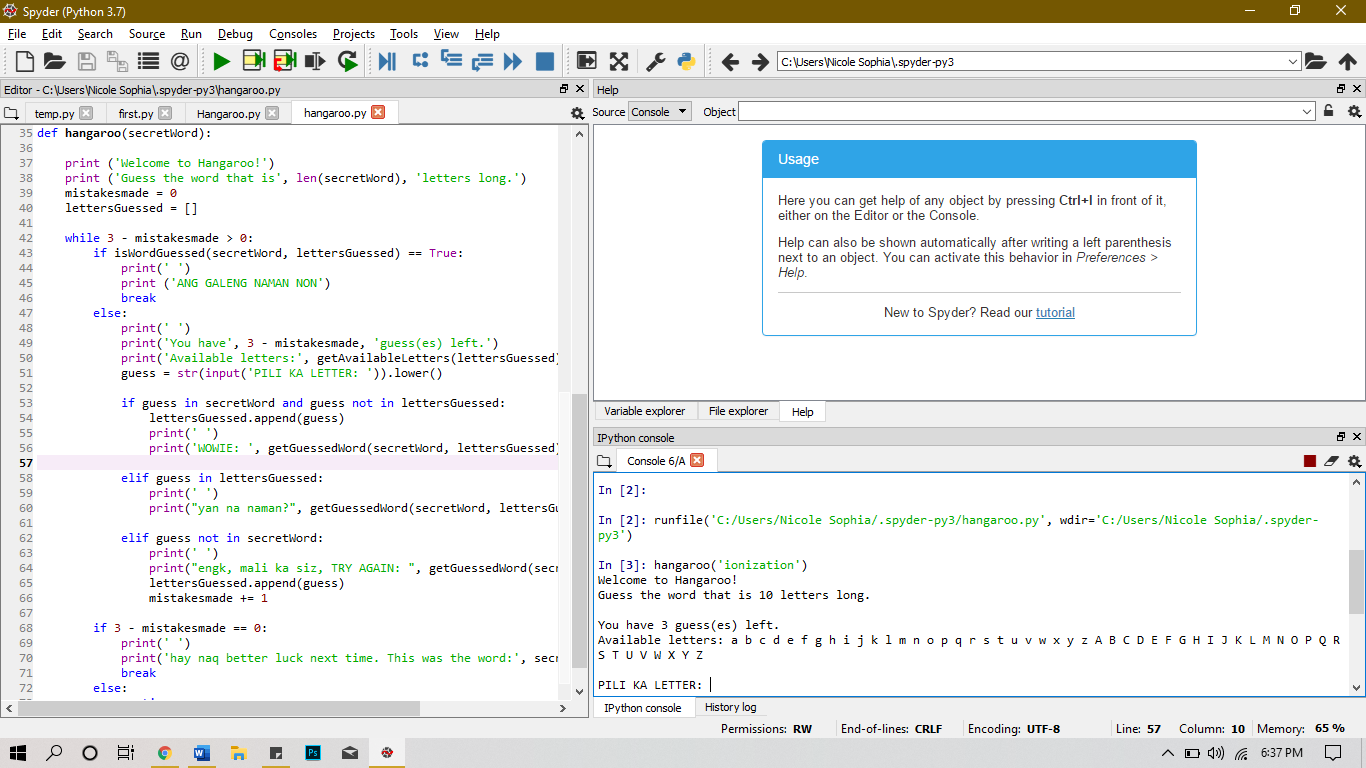 Spyder (Python 3.7)
File Edit Search Source Run Debug Consoles Projects Tools View Help
C:\Users\Nicole Sophia\.spyder-py3
Editor - C:\Users\Nicole Sophia\.spyder-py3\hangaroo.py
temp.py first.py Hangaroo.py hangaroo.py
35 def hangaroo(secretWord):
36
37 print ('Welcome to Hangaroo!')
38 print ('Guess the word that is', len(secretWord), 'letters long.')
39 mistakesmade = 0
40 lettersGuessed = []
41
42 while 3 - mistakesmade > 0:
43 if isWordGuessed(secretWord, lettersGuessed) == True:
44 print(' ')
45 print ('ANG GALENG NAMAN NON')
46 break
47 else:
48 print(' ')
49 print('You have', 3 - mistakesmade, 'guess(es) left.')
50 print('Available letters:', getAvailableLetters(lettersGuessed)
51 guess = str(input('PILI KA LETTER: ')).lower()
52
53 if guess in secretWord and guess not in lettersGuessed:
54 lettersGuessed.append(guess)
55 print(' ')
56 print('WOWIE: ', getGuessedWord(secretWord, lettersGuessed)
57
58 elif guess in lettersGuessed:
59 print(' ')
60 print("yan na naman?", getGuessedWord(secretWord, lettersGu
61
62 elif guess not in secretWord:
63 print(' ')
64 print("engk, mali ka siz, TRY AGAIN: ", getGuessedWord(secr
65 lettersGuessed.append(guess)
66 mistakesmade += 1
67
68 if 3 - mistakesmade == 0:
69 print(' ')
70 print('hay naq better luck next time. This was the word:', secr
71 break
72 else:
Help
Source Console Object
Usage
Here you can get help of any object by pressing Ctrl+I in front of it,
either on the Editor or the Console.
Help can also be shown automatically after writing a left parenthesis
next to an object. You can activate this behavior in Preferences >
Help.
New to Spyder? Read our tutorial
Variable explorer File explorer Help
IPython console
Console 6/A
In [2]:
In [2]: runfile('C:/Users/Nicole Sophia/.spyder-py3/hangaroo.py', wdir='C:/Users/Nicole Sophia/.spyder-
py3')
In [3]: hangaroo('ionization')
Welcome to Hangaroo!
Guess the word that is 10 letters long.
You have 3 guess(es) left.
Available letters: a b c d e f g h i j k l m n o p q r s t u v w x y z A B C D E F G H I J K L M N O P Q R
S T U V W X Y Z
PILI KA LETTER:
IPython console History log
Permissions: RW End-of-lines: CRLF Encoding: UTF-8 Line: 57 Column: 10 Memory: 65 %
6:37 PM